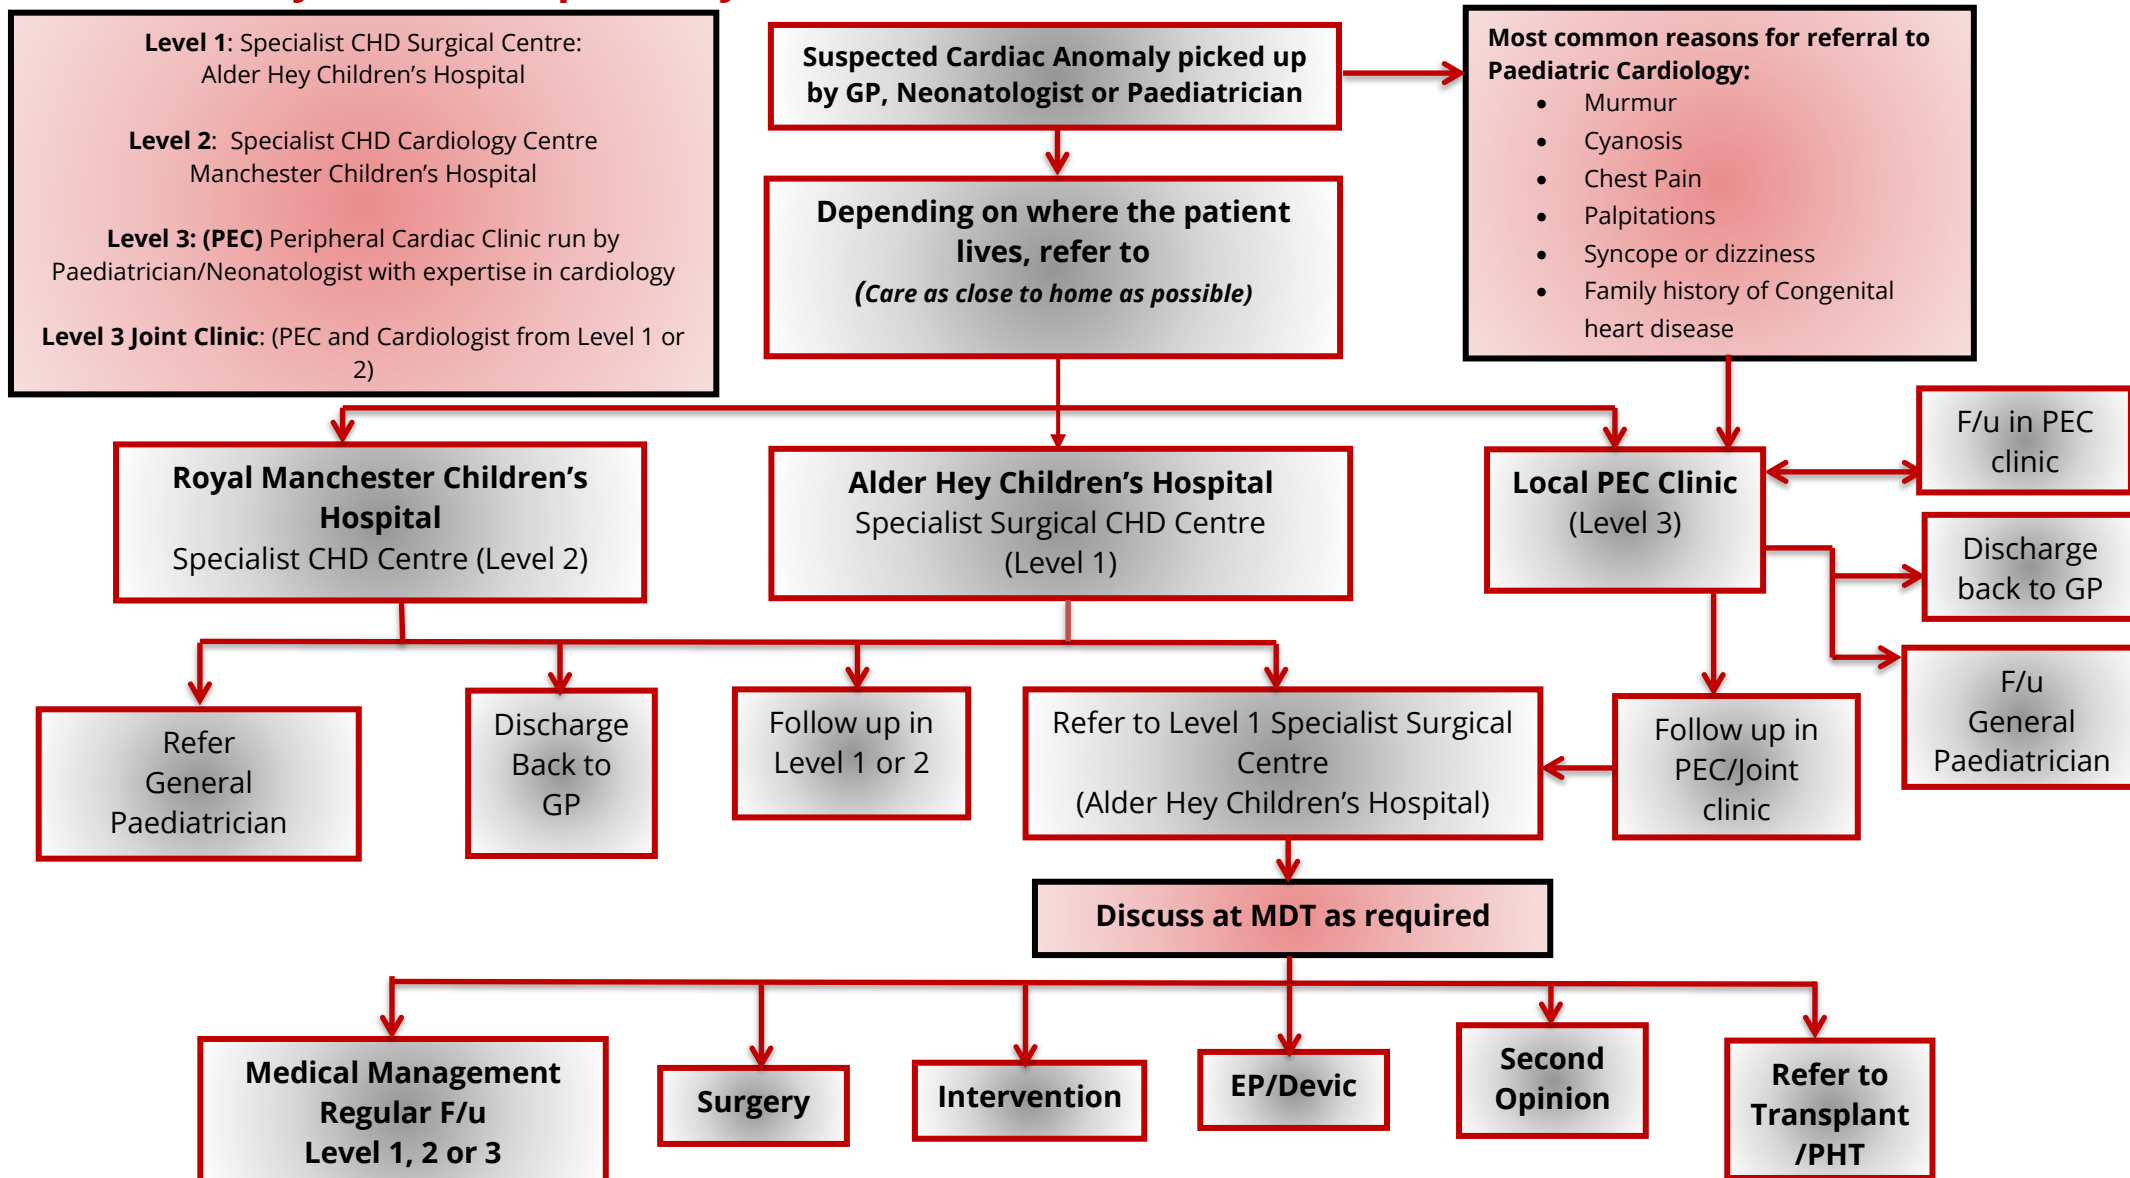 Level 1: Specialist CHD Surgical Centre:
Alder Hey Children's Hospital
Level 2:  Specialist CHD Cardiology Centre
Manchester Children's Hospital
Level 3: (PEC) Peripheral Cardiac Clinic run by
Paediatrician/Neonatologist with expertise in cardiology
Level 3 Joint Clinic: (PEC and Cardiologist from Level 1 or
2)
Suspected Cardiac Anomaly picked up
by GP, Neonatologist or Paediatrician
Most common reasons for referral to
Paediatric Cardiology:
• Murmur
• Cyanosis
• Chest Pain
• Palpitations
• Syncope or dizziness
• Family history of Congenital
heart disease
Depending on where the patient
lives, refer to
(Care as close to home as possible)
Royal Manchester Children's
Hospital
Specialist CHD Centre (Level 2)
Alder Hey Children's Hospital
Specialist Surgical CHD Centre
(Level 1)
Local PEC Clinic
(Level 3)
F/u in PEC
clinic
Discharge
back to GP
F/u
General
Paediatrician
Refer
General
Paediatrician
Discharge
Back to
GP
Follow up in
Level 1 or 2
Refer to Level 1 Specialist Surgical
Centre
(Alder Hey Children's Hospital)
Follow up in
PEC/Joint
clinic
Discuss at MDT as required
Medical Management
Regular F/u
Level 1, 2 or 3
Surgery
Intervention
EP/Devic
Second
Opinion
Refer to
Transplant
/PHT